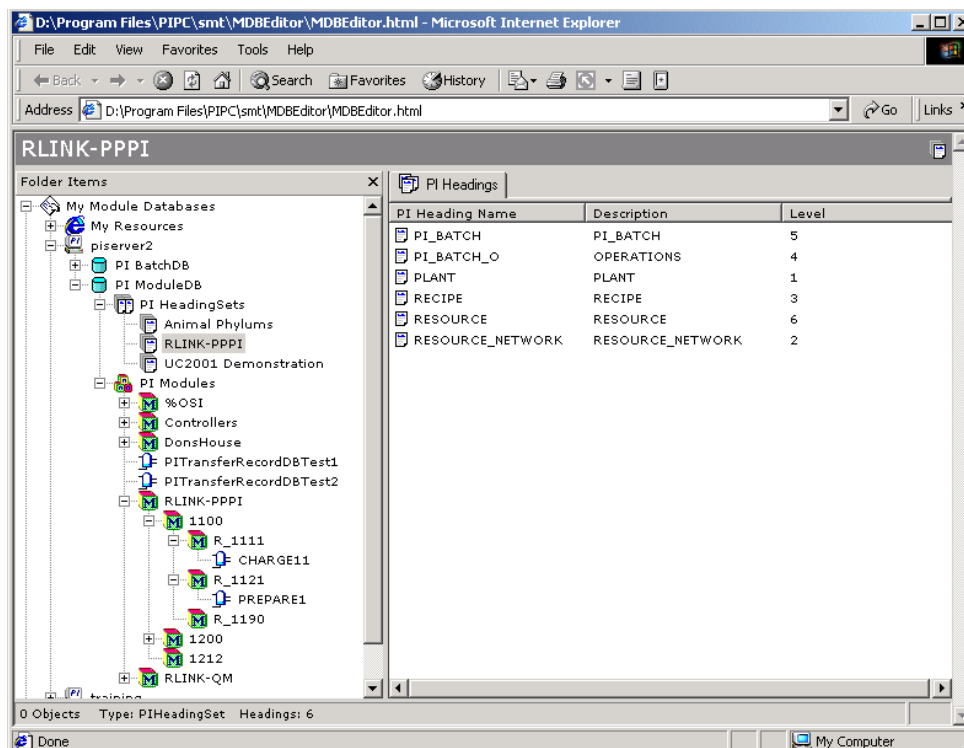 D:\Program Files\PIPC\smt\MDBEditor\MDBEditor.html - Microsoft Internet Explorer
File Edit View Favorites Tools Help
Back Search Favorites History
Address D:\Program Files\PIPC\smt\MDBEditor\MDBEditor.html Go Links
RLINK-PPPI
Folder Items
My Module Databases
My Resources
piserver2
PI BatchDB
PI ModuleDB
PI HeadingSets
Animal Phylums
RLINK-PPPI
UC2001 Demonstration
PI Modules
%OSI
Controllers
DonsHouse
PITransferRecordDBTest1
PITransferRecordDBTest2
RLINK-PPPI
1100
R_1111
CHARGE11
R_1121
PREPARE1
R_1190
1200
1212
RLINK-QM
training
PI Headings
PI Heading Name Description Level
PI_BATCH PI_BATCH 5
PI_BATCH_O OPERATIONS 4
PLANT PLANT 1
RECIPE RECIPE 3
RESOURCE RESOURCE 6
RESOURCE_NETWORK RESOURCE_NETWORK 2
0 Objects Type: PIHeadingSet Headings: 6
Done My Computer